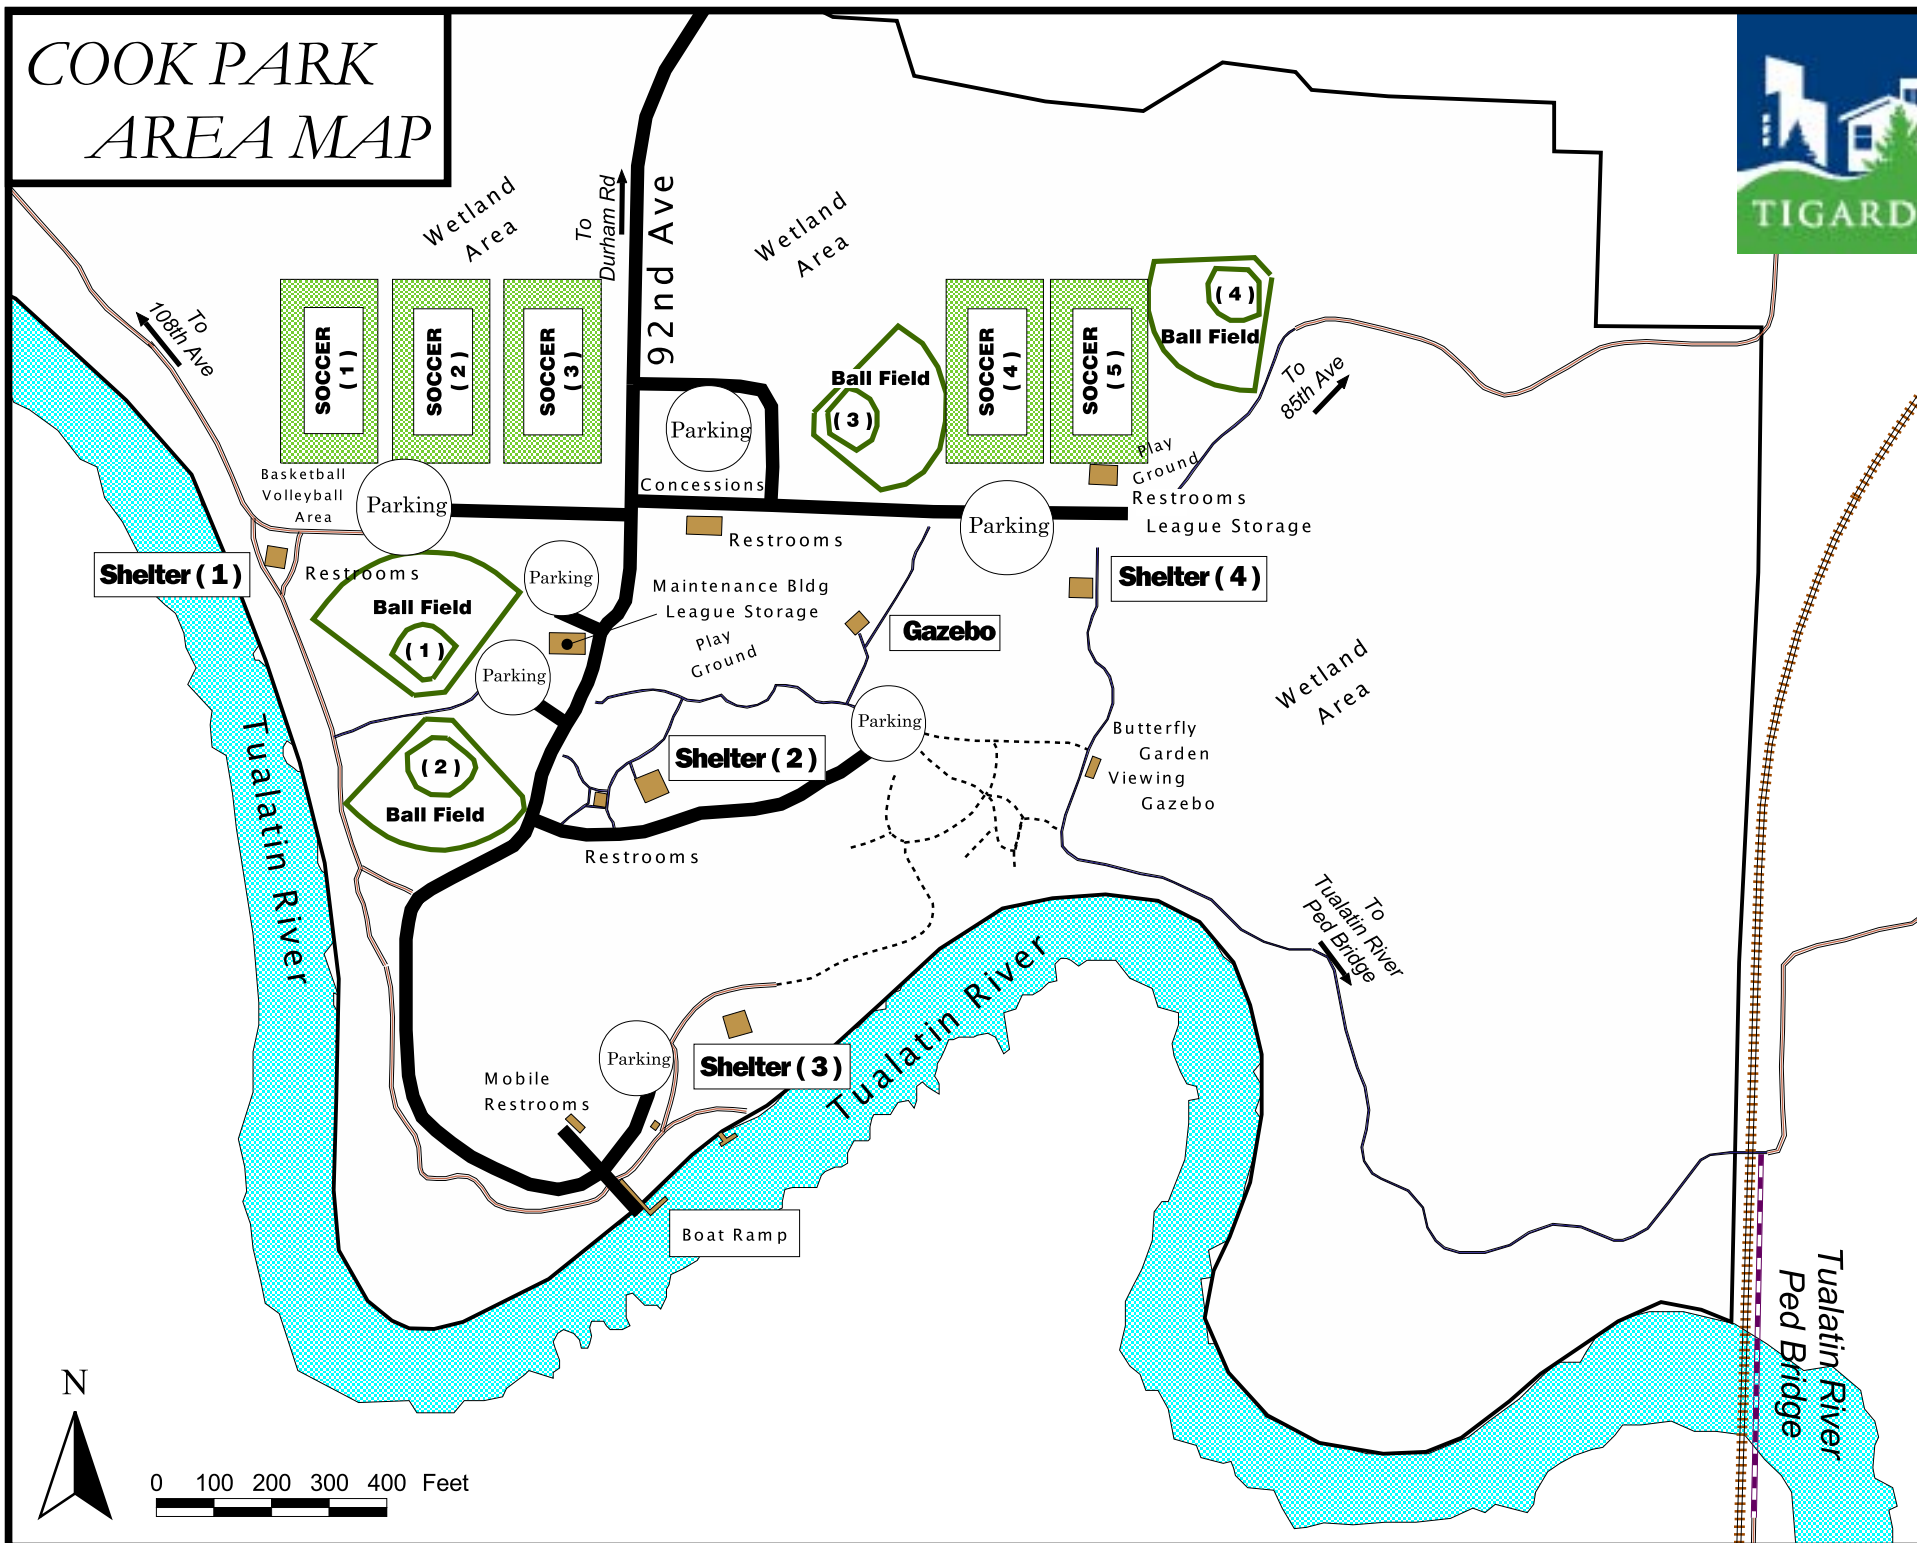 COOK PARK
AREA MAP
TIGARD
Wetland
Area
To
Durham Rd
92nd Ave
Wetland
Area
To
108th Ave
SOCCER
( 1 )
SOCCER
( 2 )
SOCCER
( 3 )
Parking
Ball Field
( 3 )
SOCCER
( 4 )
SOCCER
( 5 )
( 4 )
Ball Field
To
85th Ave
Basketball
Volleyball
Area
Parking
Concessions
Parking
Play
Ground
Restrooms
League Storage
Restrooms
Shelter ( 1 )
Restrooms
Parking
Ball Field
( 1 )
Maintenance Bldg
League Storage
Play
Ground
Gazebo
Shelter ( 4 )
Parking
Wetland
Area
Parking
Butterfly
Garden
Viewing
Gazebo
Shelter ( 2 )
( 2 )
Ball Field
Restrooms
Tualatin River
To
Tualatin River
Ped Bridge
Tualatin River
Parking
Shelter ( 3 )
Mobile
Restrooms
Boat Ramp
Tualatin River
Ped Bridge
N
0 100 200 300 400 Feet